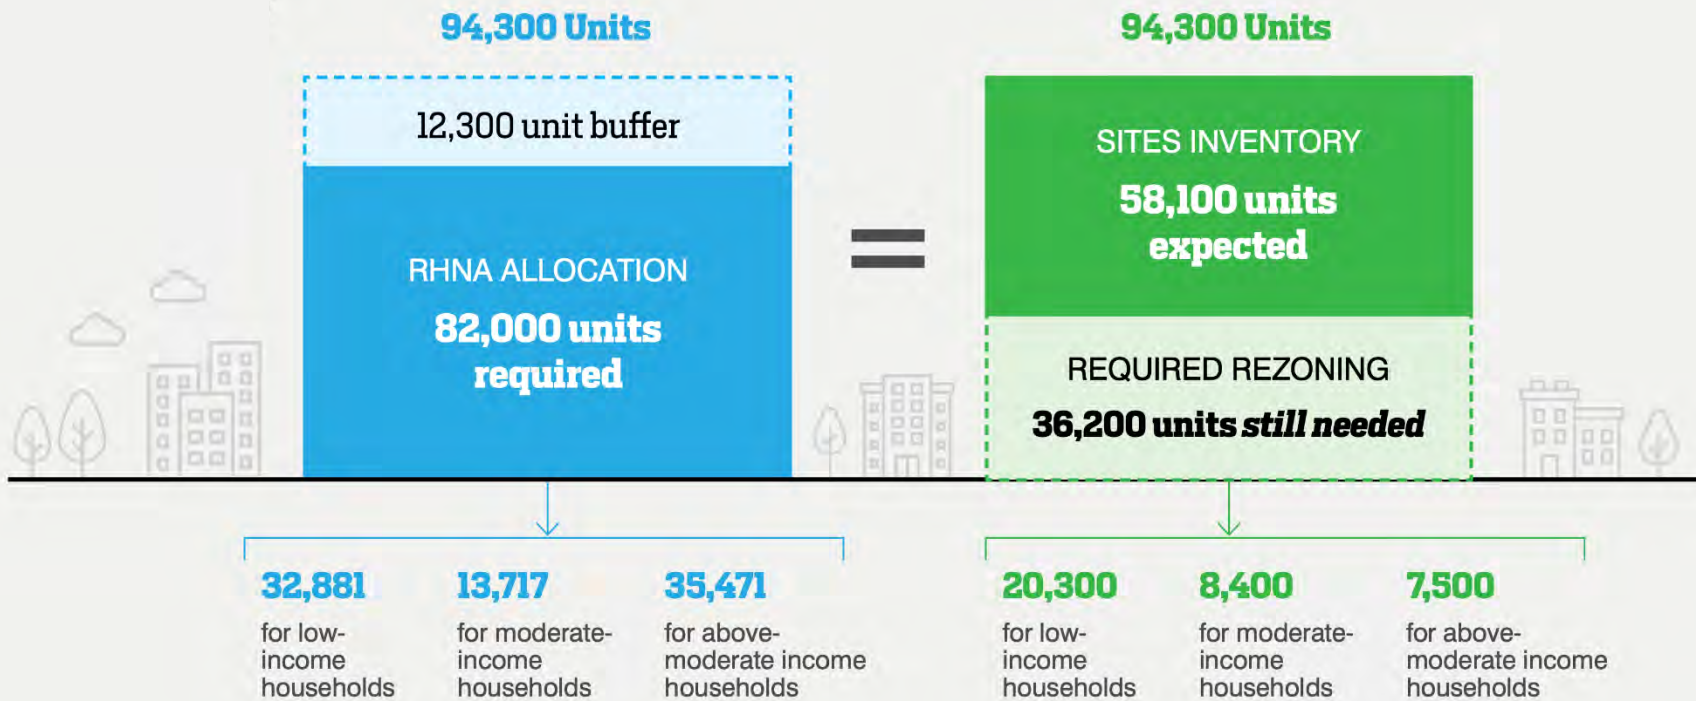 94,300 Units
12,300 unit buffer
RHNA ALLOCATION
82,000 units
required
32,881
for low-
income
households
13,717
for moderate-
income
households
35,471
for above-
moderate income
households
=
94,300 Units
SITES INVENTORY
58,100 units
expected
REQUIRED REZONING
36,200 units still needed
20,300
for low-
income
households
8,400
for moderate-
income
households
7,500
for above-
moderate income
households